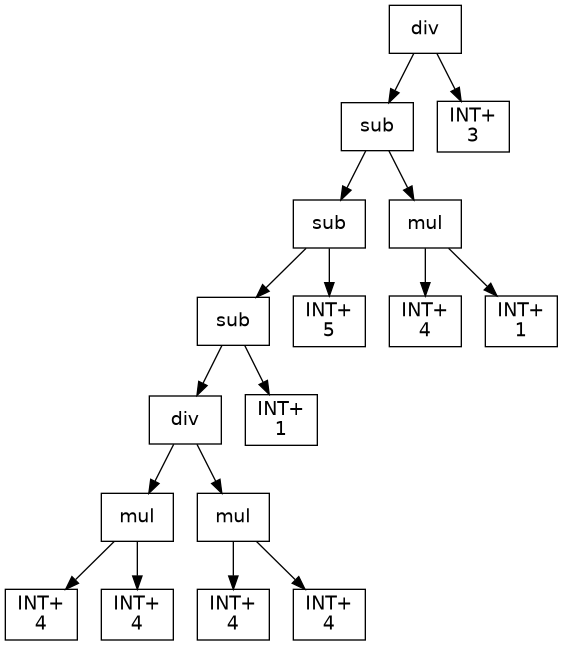 div
sub
INT+
3
sub
mul
sub
INT+
5
INT+
4
INT+
1
div
INT+
1
mul
mul
INT+
4
INT+
4
INT+
4
INT+
4